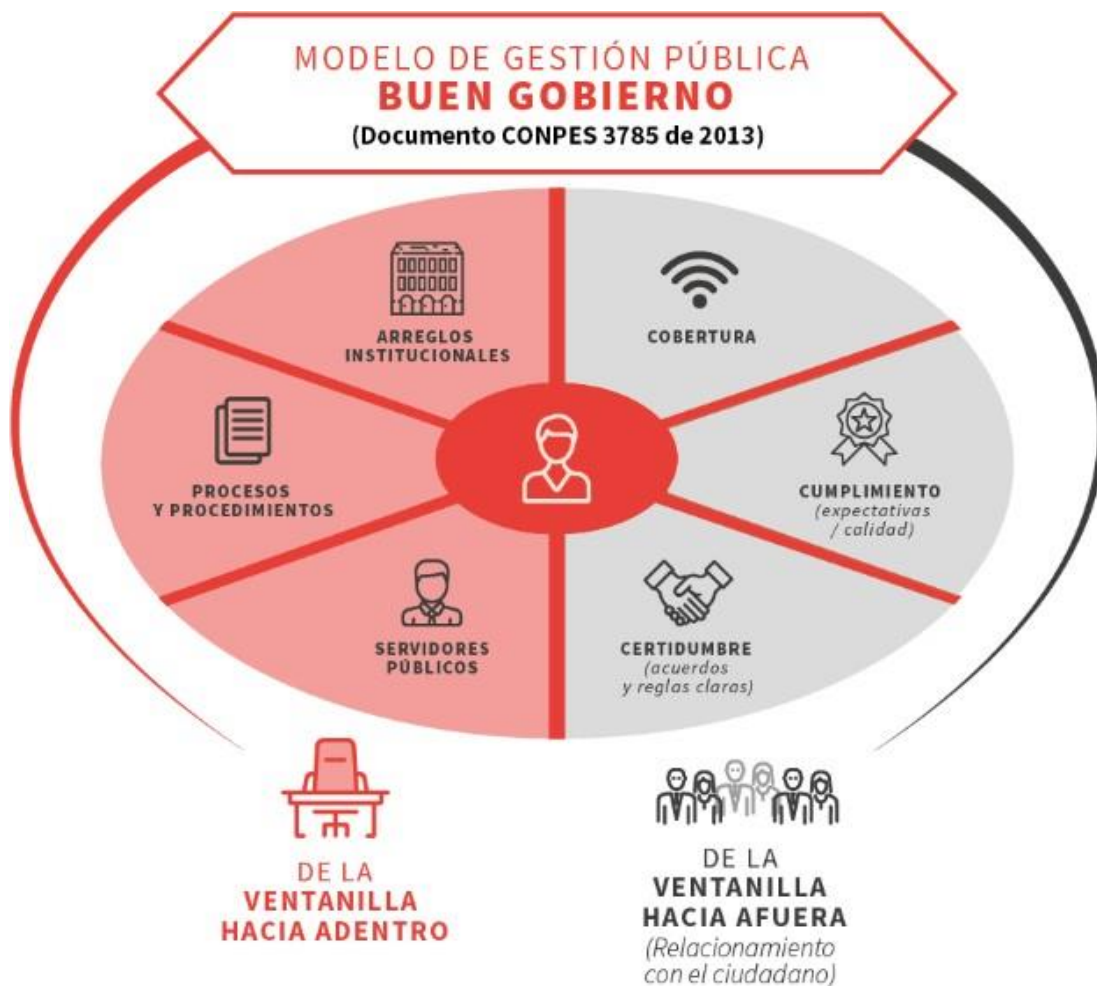 MODELO DE GESTIÓN PÚBLICA
BUEN GOBIERNO
(Documento CONPES 3785 de 2013)
ARREGLOS
INSTITUCIONALES
COBERTURA
PROCESOS
Y PROCEDIMIENTOS
CUMPLIMIENTO
(expectativas
/ calidad)
SERVIDORES
PÚBLICOS
CERTIDUMBRE
(acuerdos
y reglas claras)
DE LA
VENTANILLA
HACIA ADENTRO
DE LA
VENTANILLA
HACIA AFUERA
(Relacionamiento
con el ciudadano)